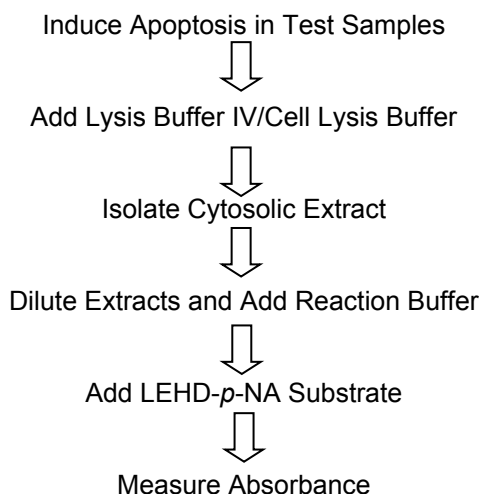 Induce Apoptosis in Test Samples
Add Lysis Buffer IV/Cell Lysis Buffer
Isolate Cytosolic Extract
Dilute Extracts and Add Reaction Buffer
Add LEHD-p-NA Substrate
Measure Absorbance